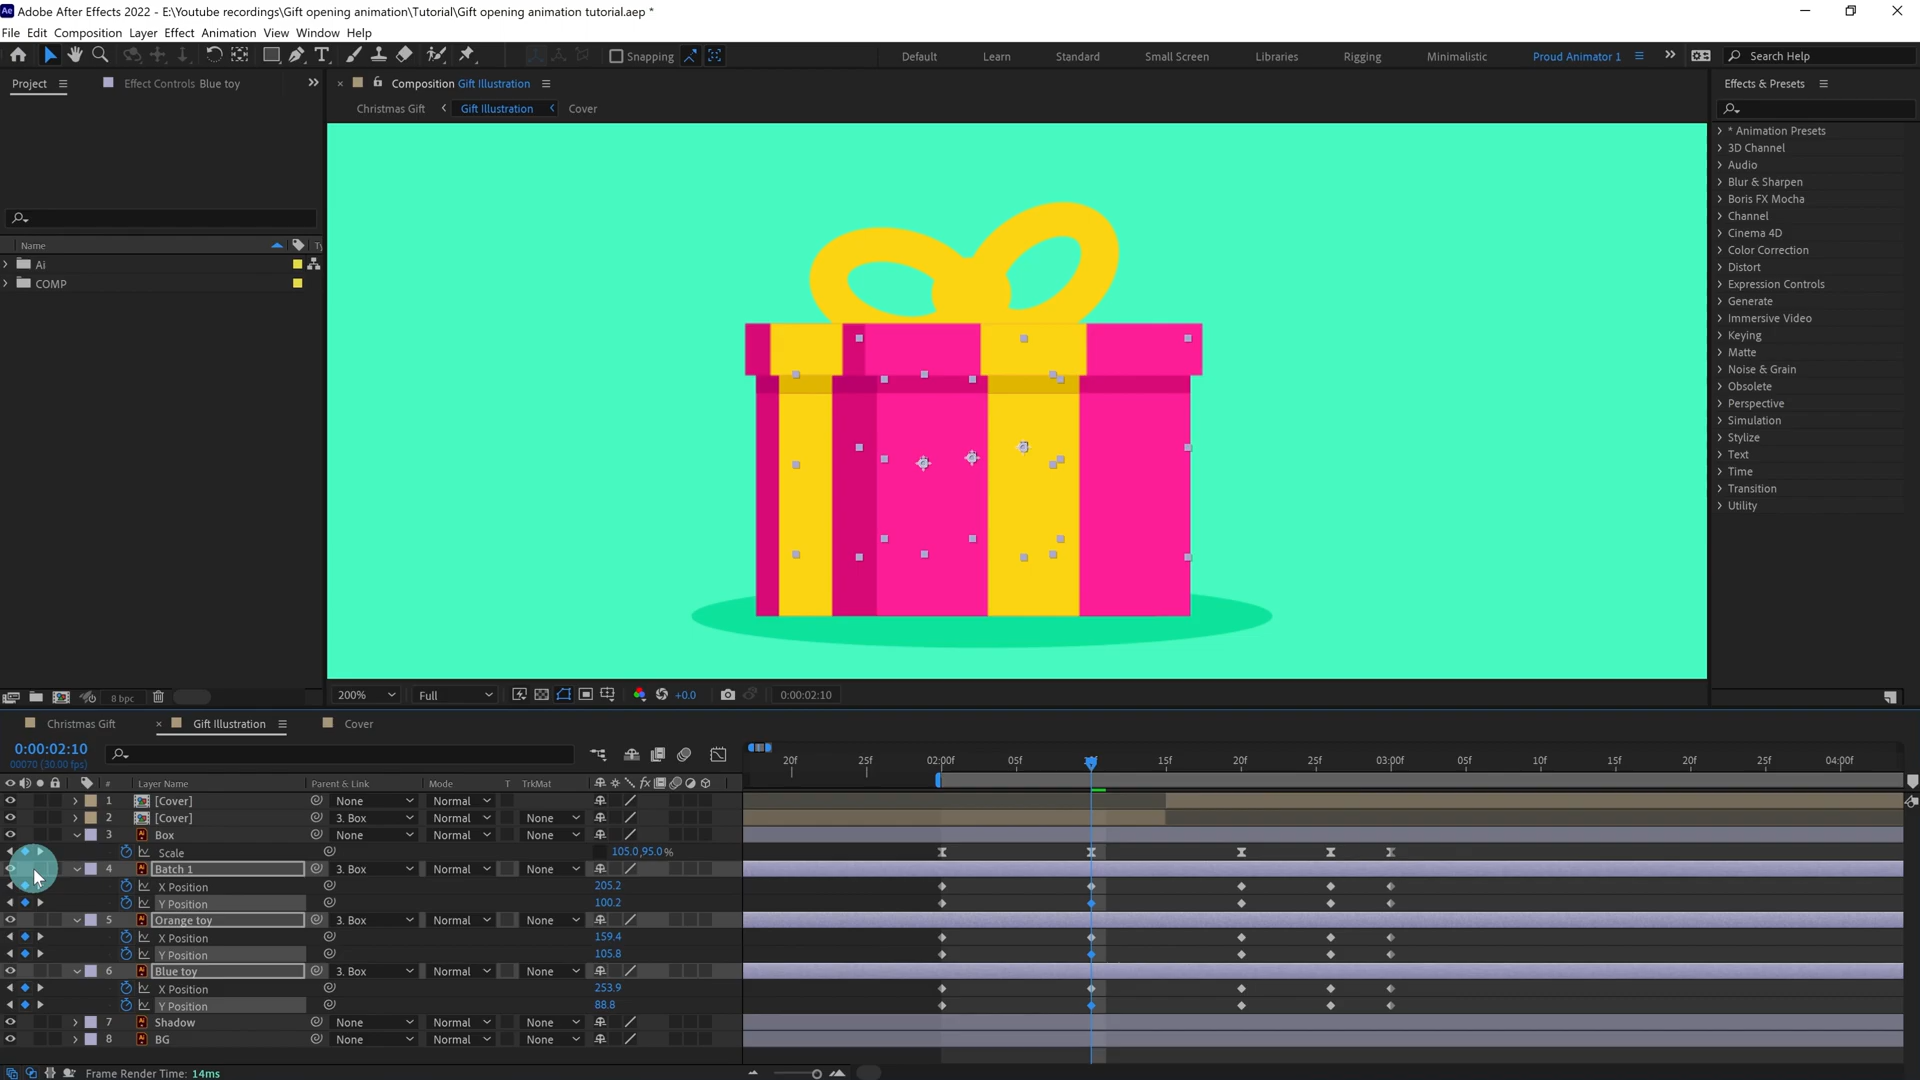 Ae Adobe After Effects 2022 - E:\Youtube recordings\Gift opening animation\Tutorial\Gift opening animation tutorial.aep *
File Edit Composition Layer Effect Animation View Window Help
Snapping Default Learn Standard Small Screen Libraries Rigging Minimalistic Proud Animator 1 Search Help
Project Effect Controls Blue toy Composition Gift Illustration Effects & Presets
Christmas Gift Gift Illustration Cover
Name
Ai
COMP
* Animation Presets
3D Channel
Audio
Blur & Sharpen
Boris FX Mocha
Channel
Cinema 4D
Color Correction
Distort
Expression Controls
Generate
Immersive Video
Keying
Matte
Noise & Grain
Obsolete
Perspective
Simulation
Stylize
Text
Time
Transition
Utility
8 bpc 200% Full +0.0 0:00:02:10
Christmas Gift Gift Illustration Cover
0:00:02:10
00070 (30.00 fps)
20f 25f 02:00f 05f 15f 20f 25f 03:00f 05f 10f 15f 20f 25f 04:00f
# Layer Name Parent & Link Mode T TrkMat
1 [Cover] None Normal
2 [Cover] 3. Box Normal None
3 Box None Normal None
Scale 105.0,95.0%
4 Batch 1 3. Box Normal None
X Position 205.2
Y Position 100.2
5 Orange toy 3. Box Normal None
X Position 159.4
Y Position 105.8
6 Blue toy 3. Box Normal None
X Position 253.9
Y Position 88.8
7 Shadow None Normal None
8 BG None Normal None
Frame Render Time: 14ms